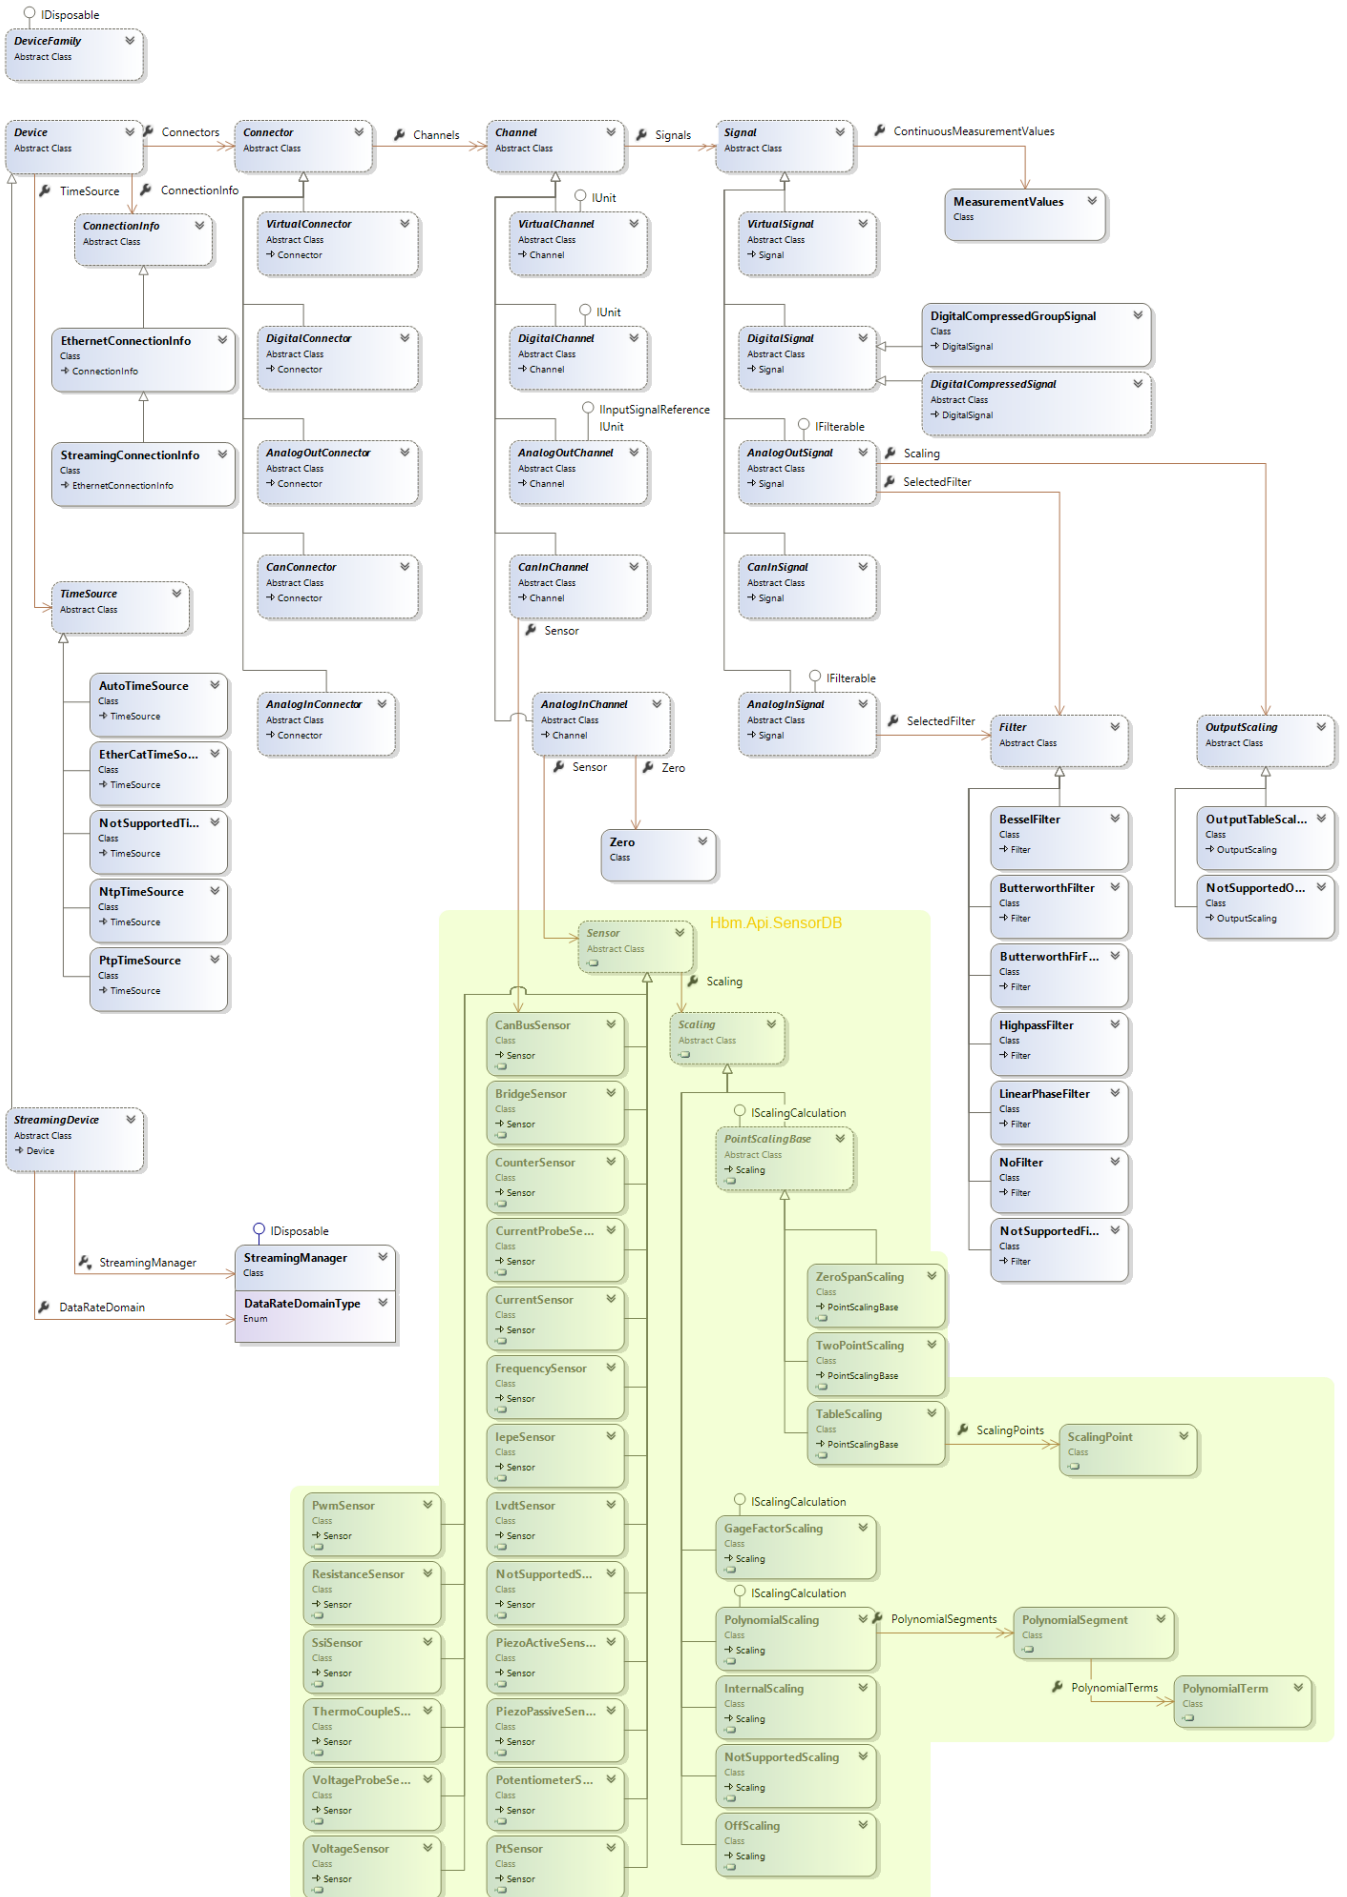 IDisposable
DeviceFamily
Abstract Class
Device
Abstract Class
Connectors
Connector
Abstract Class
Channels
Channel
Abstract Class
Signals
Signal
Abstract Class
ContinuousMeasurementValues
MeasurementValues
Class
TimeSource
ConnectionInfo
ConnectionInfo
Abstract Class
EthernetConnectionInfo
Class
ConnectionInfo
StreamingConnectionInfo
Class
EthernetConnectionInfo
TimeSource
Abstract Class
AutoTimeSource
Class
TimeSource
EtherCatTimeSo...
Class
TimeSource
NotSupportedTi...
Class
TimeSource
NtpTimeSource
Class
TimeSource
PtpTimeSource
Class
TimeSource
StreamingDevice
Abstract Class
Device
StreamingManager
DataRateDomain
IDisposable
StreamingManager
Class
DataRateDomainType
Enum
VirtualConnector
Abstract Class
Connector
DigitalConnector
Abstract Class
Connector
AnalogOutConnector
Abstract Class
Connector
CanConnector
Abstract Class
Connector
AnalogInConnector
Abstract Class
Connector
IUnit
VirtualChannel
Abstract Class
Channel
IUnit
DigitalChannel
Abstract Class
Channel
IInputSignalReference
IUnit
AnalogOutChannel
Abstract Class
Channel
CanInChannel
Abstract Class
Channel
Sensor
AnalogInChannel
Abstract Class
Channel
Sensor
Zero
Zero
Class
VirtualSignal
Abstract Class
Signal
DigitalSignal
Abstract Class
Signal
DigitalCompressedGroupSignal
Class
DigitalSignal
DigitalCompressedSignal
Abstract Class
DigitalSignal
IFilterable
AnalogOutSignal
Abstract Class
Signal
Scaling
SelectedFilter
CanInSignal
Abstract Class
Signal
IFilterable
AnalogInSignal
Abstract Class
Signal
SelectedFilter
Filter
Abstract Class
BesselFilter
Class
Filter
ButterworthFilter
Class
Filter
ButterworthFirF...
Class
Filter
HighpassFilter
Class
Filter
LinearPhaseFilter
Class
Filter
NoFilter
Class
Filter
NotSupportedFi...
Class
Filter
OutputScaling
Abstract Class
OutputTableScal...
Class
OutputScaling
NotSupportedO...
Class
OutputScaling
Hbm.Api.SensorDB
Sensor
Abstract Class
Scaling
CanBusSensor
Class
Sensor
BridgeSensor
Class
Sensor
CounterSensor
Class
Sensor
CurrentProbeSe...
Class
Sensor
CurrentSensor
Class
Sensor
FrequencySensor
Class
Sensor
IepeSensor
Class
Sensor
LvdtSensor
Class
Sensor
NotSupportedS...
Class
Sensor
PiezoActiveSens...
Class
Sensor
PiezoPassiveSen...
Class
Sensor
PotentiometerS...
Class
Sensor
PtSensor
Class
Sensor
PwmSensor
Class
Sensor
ResistanceSensor
Class
Sensor
SsiSensor
Class
Sensor
ThermoCoupleS...
Class
Sensor
VoltageProbeSe...
Class
Sensor
VoltageSensor
Class
Sensor
Scaling
Abstract Class
IScalingCalculation
PointScalingBase
Abstract Class
Scaling
ZeroSpanScaling
Class
PointScalingBase
TwoPointScaling
Class
PointScalingBase
TableScaling
Class
PointScalingBase
ScalingPoints
ScalingPoint
Class
IScalingCalculation
GageFactorScaling
Class
Scaling
IScalingCalculation
PolynomialScaling
Class
Scaling
PolynomialSegments
PolynomialSegment
Class
PolynomialTerms
PolynomialTerm
Class
InternalScaling
Class
Scaling
NotSupportedScaling
Class
Scaling
OffScaling
Class
Scaling